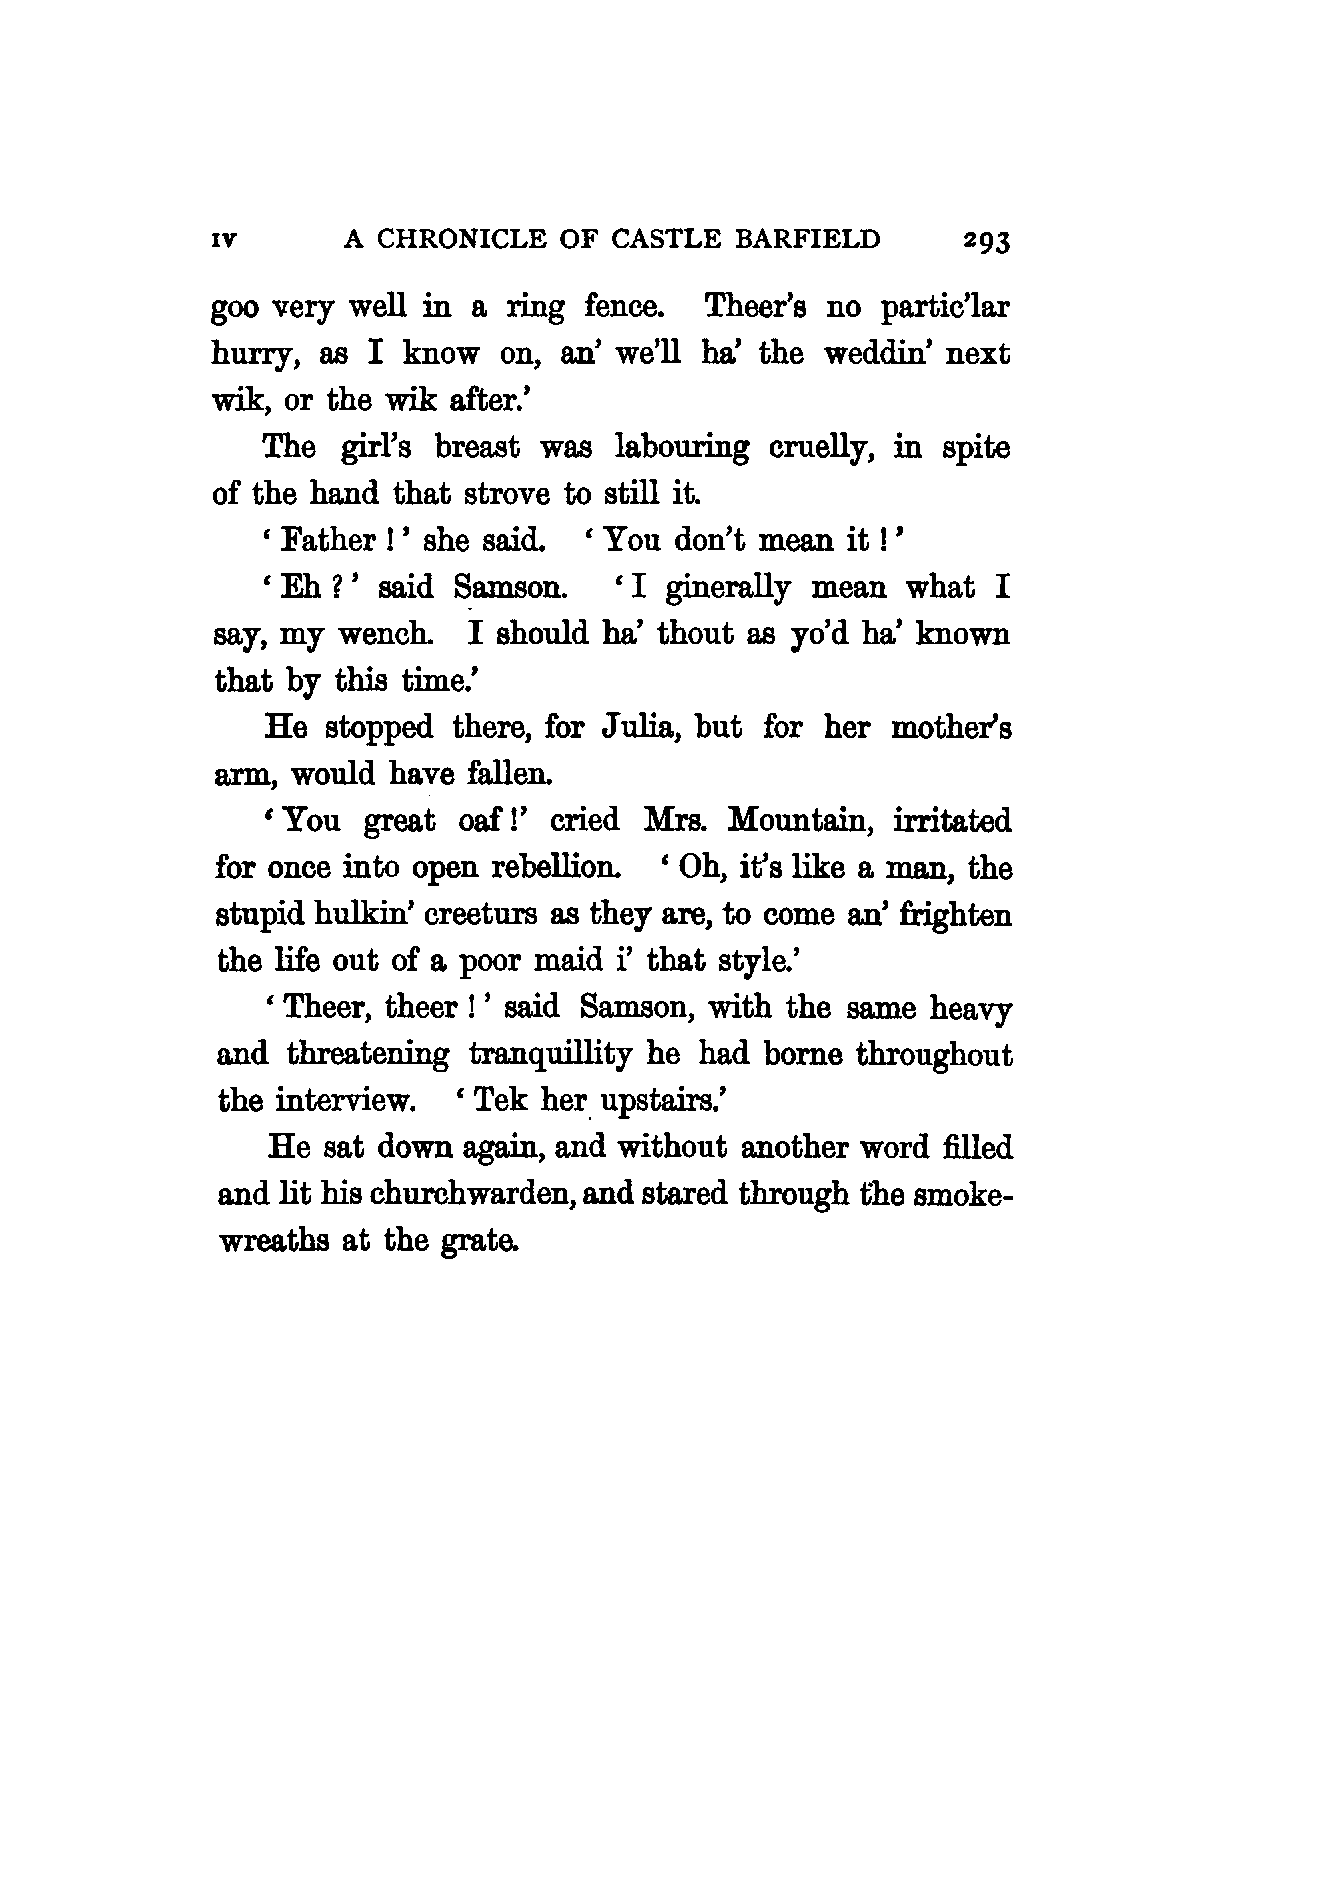 IV A CHRONICLE OF CASTLE BARFIELD 293
goo very well in a ring fence. Theer's no partic'lar
hurry, as I know on, an' we'll ha' the weddin' next
wik, or the wik after.'
The girl's breast was labouring cruelly, in spite
of the hand that strove to still it.
'Father!' she said. 'You don't mean it!'
'Eh?' said Samson. 'I ginerally mean what I
say, my wench. I should ha' thout as yo'd ha' known
that by this time.'
He stopped there, for Julia, but for her mother's
arm, would have fallen.
'You great oaf!' cried Mrs. Mountain, irritated
for once into open rebellion. 'Oh, it's like a man, the
stupid hulkin' creeturs as they are, to come an' frighten
the life out of a poor maid i' that style.'
'Theer, theer!' said Samson, with the same heavy
and threatening tranquillity he had borne throughout
the interview. 'Tek her upstairs.'
He sat down again, and without another word filled
and lit his churchwarden, and stared through the smoke-
wreaths at the grate.